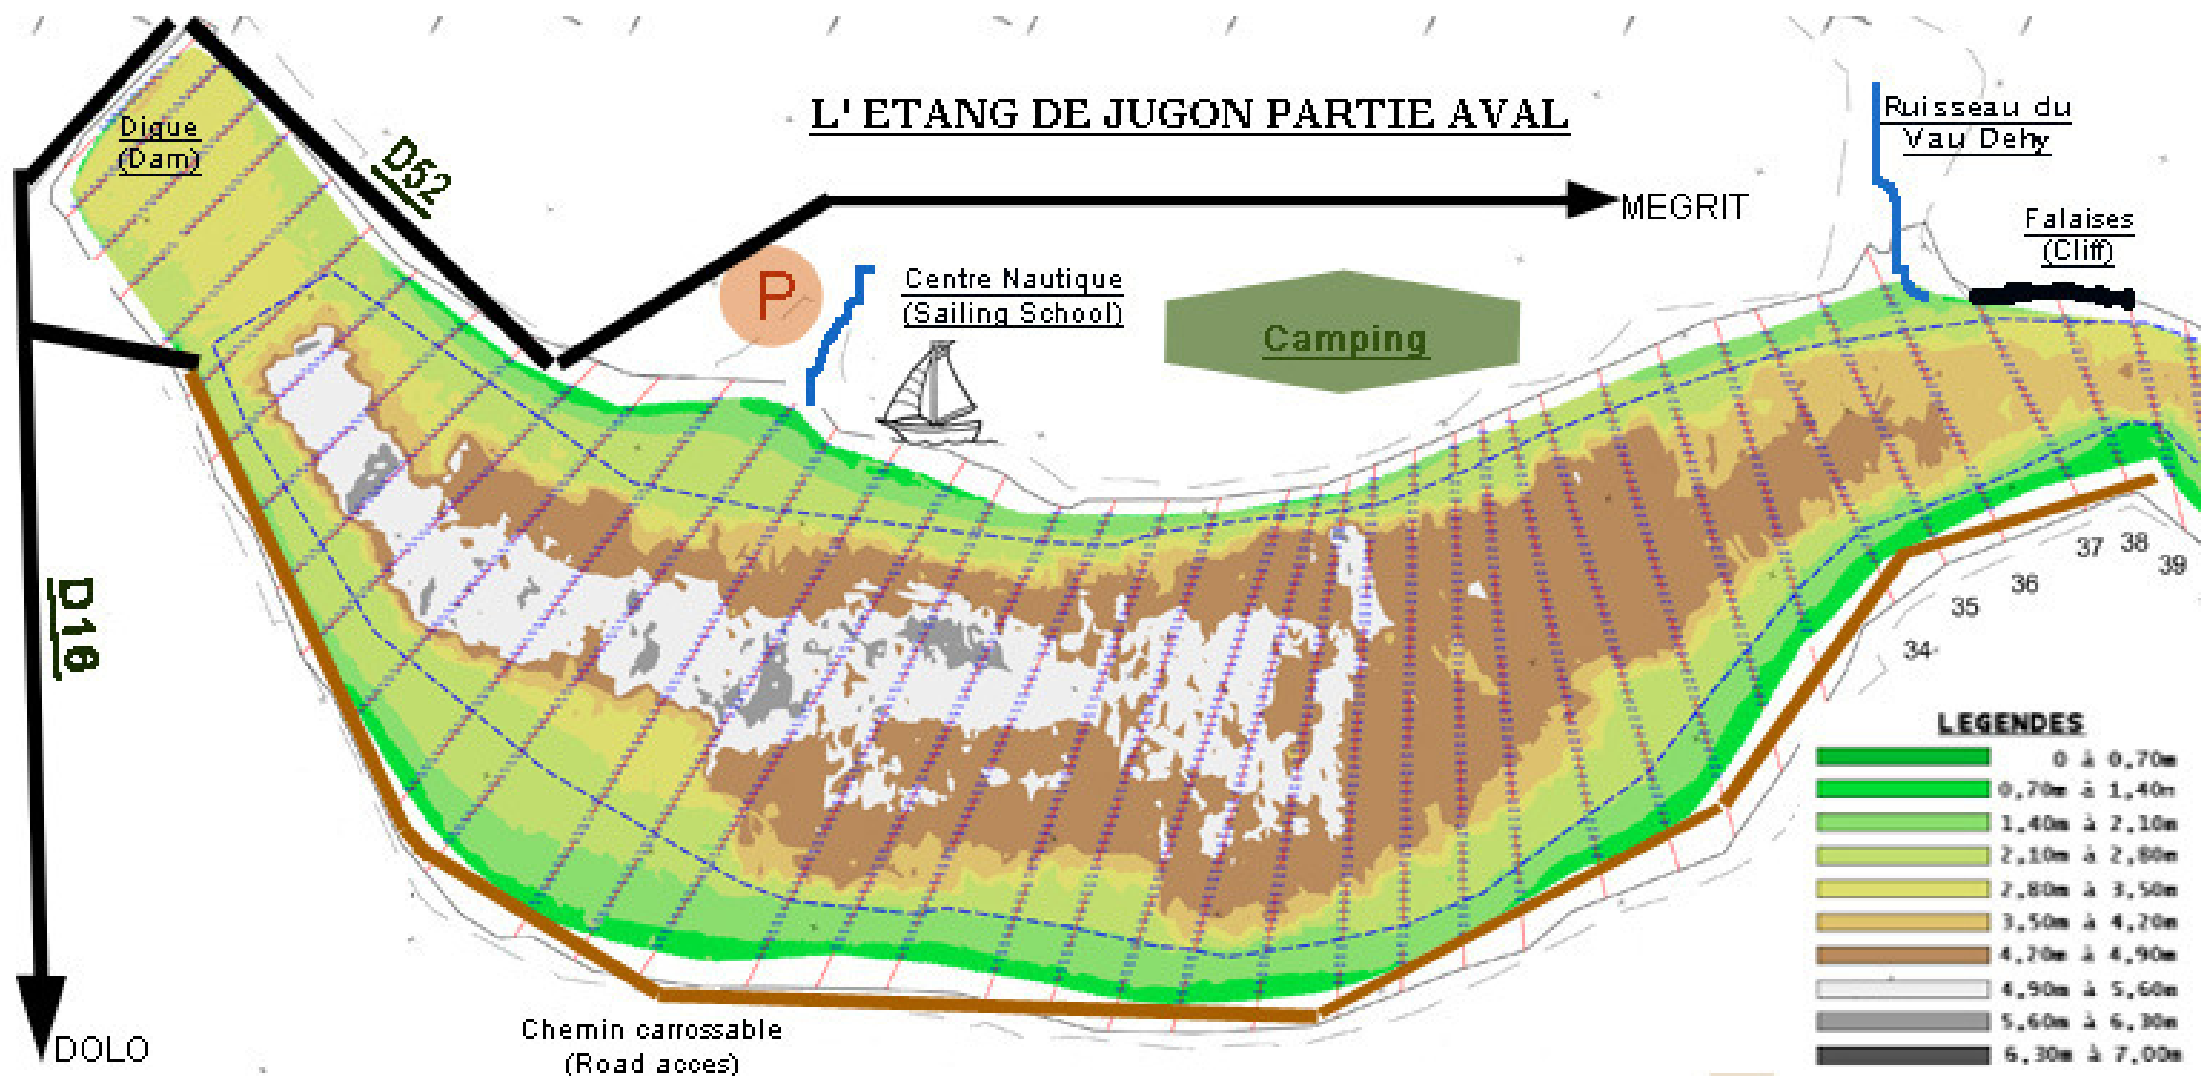 L' ETANG DE JUGON PARTIE AVAL
Digue
(Dam)
D52
MEGRIT
Ruisseau du
Vau Dehy
Falaises
(Cliff)
P
Centre Nautique
(Sailing School)
Camping
D16
37 38
39
36
35
34
LEGENDES
0 à 0,70m
0,70m à 1,40m
1,40m à 2,10m
2,10m à 2,80m
2,80m à 3,50m
3,50m à 4,20m
4,20m à 4,90m
4,90m à 5,60m
5,60m à 6,30m
6,30m à 7,00m
Chemin carrossable
(Road acces)
DOLO